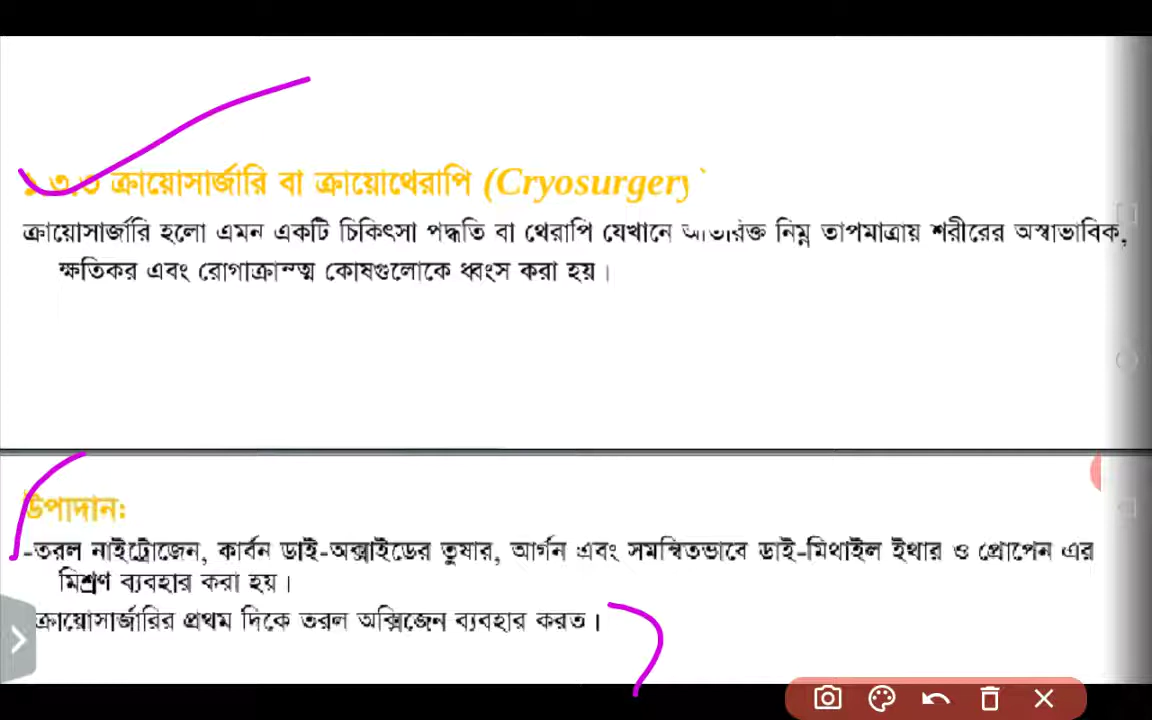 ১.৩.৩ ক্রায়োসার্জারি বা ক্রায়োথেরাপি (Cryosurgery)
ক্রায়োসার্জারি হলো এমন একটি চিকিৎসা পদ্ধতি বা থেরাপি যেখানে অতিরিক্ত নিম্ন তাপমাত্রায় শরীরের অস্বাভাবিক,
ক্ষতিকর এবং রোগাক্রান্ত কোষগুলোকে ধ্বংস করা হয়।
উপাদান:
-তরল নাইট্রোজেন, কার্বন ডাই-অক্সাইডের তুষার, আর্গন এবং সমন্বিতভাবে ডাই-মিথাইল ইথার ও প্রোপেন এর
মিশ্রণ ব্যবহার করা হয়।
ক্রায়োসার্জারির প্রথম দিকে তরল অক্সিজেন ব্যবহার করত।